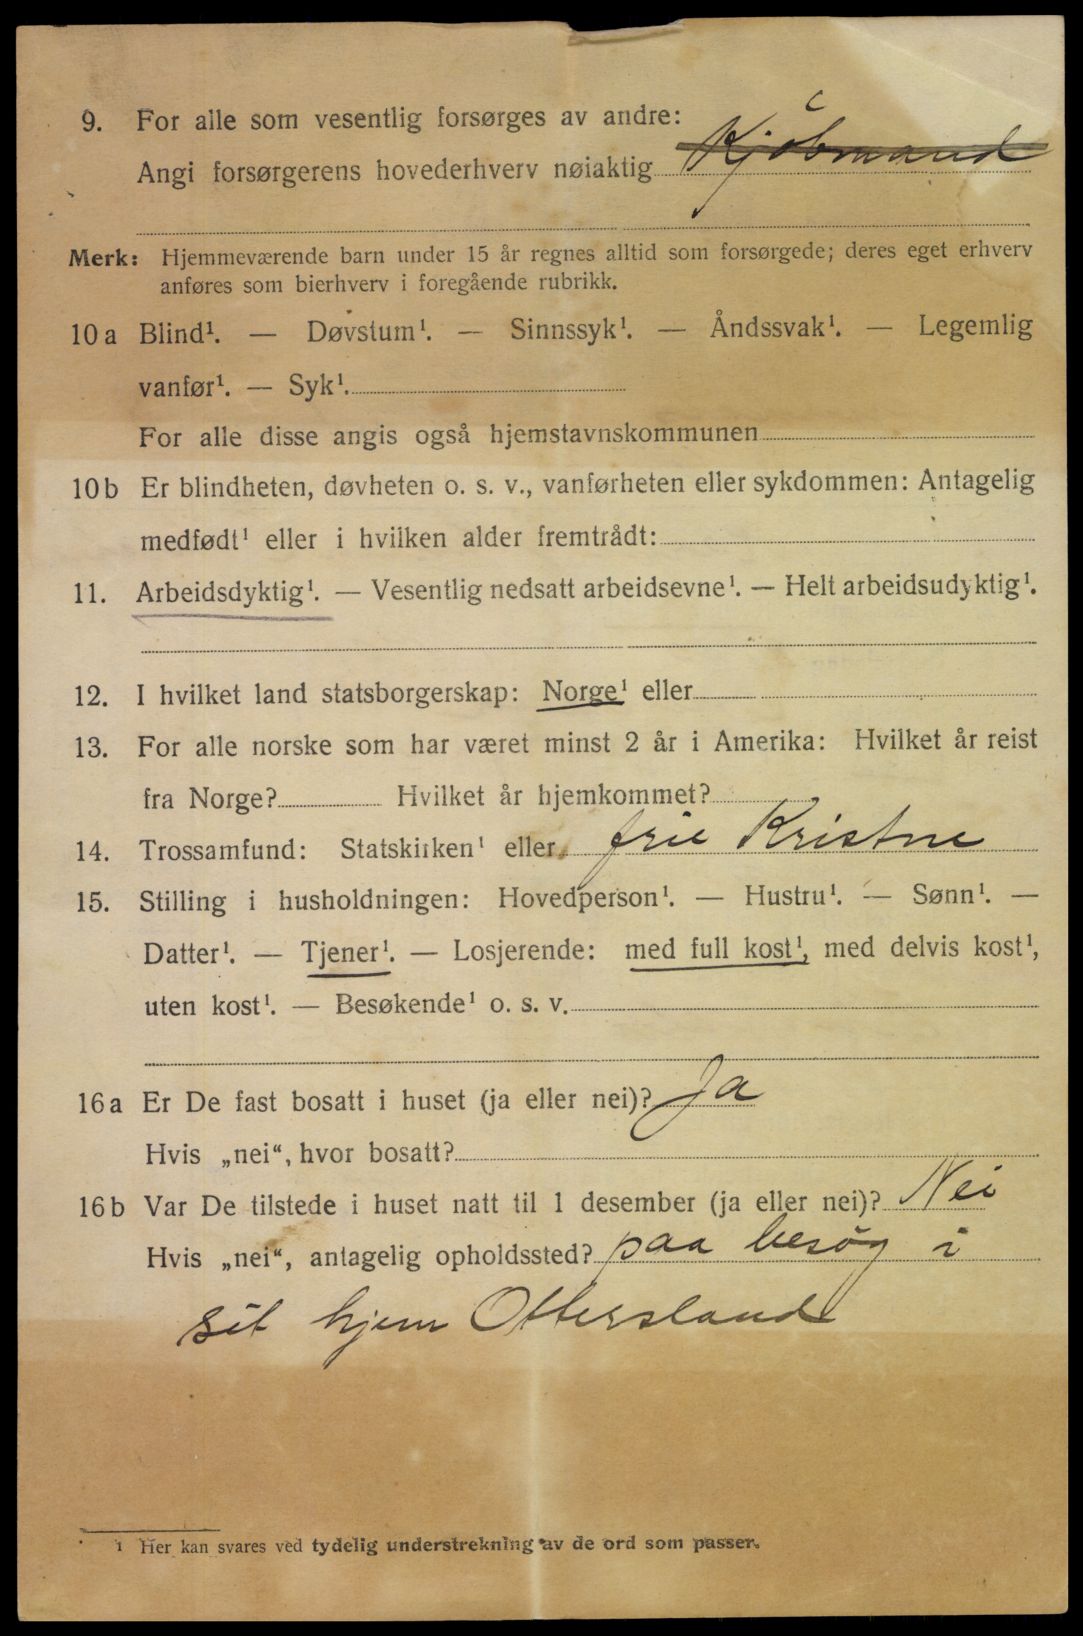 9. For alle som vesentlig forsørges av andre:
Angi forsørgerens hovederhverv nøiaktig Kjöbmand
Merk: Hjemmeværende barn under 15 år regnes alltid som forsørgede; deres eget erhverv
anføres som bierhverv i foregående rubrikk.
10 a Blind¹. — Døvstum¹. — Sinnssyk¹. — Åndssvak¹. — Legemlig
vanfør¹. — Syk¹.
For alle disse angis også hjemstavnskommunen
10 b Er blindheten, døvheten o. s. v., vanførheten eller sykdommen: Antagelig
medfødt¹ eller i hvilken alder fremtrådt:
11. Arbeidsdyktig¹. — Vesentlig nedsatt arbeidsevne¹. — Helt arbeidsudyktig¹.
12. I hvilket land statsborgerskap: Norge¹ eller
13. For alle norske som har været minst 2 år i Amerika: Hvilket år reist
fra Norge? Hvilket år hjemkommet?
14. Trossamfund: Statskirken¹ eller frie Kristne
15. Stilling i husholdningen: Hovedperson¹. — Hustru¹. — Sønn¹. —
Datter¹. — Tjener¹. — Losjerende: med full kost¹, med delvis kost¹,
uten kost¹. — Besøkende¹ o. s. v.
16 a Er De fast bosatt i huset (ja eller nei)? Ja
Hvis „nei“, hvor bosatt?
16 b Var De tilstede i huset natt til 1 desember (ja eller nei)? Nei
Hvis „nei“, antagelig opholdssted? paa besøg i
sit hjem Ottersland
1 Her kan svares ved tydelig understrekning av de ord som passer.